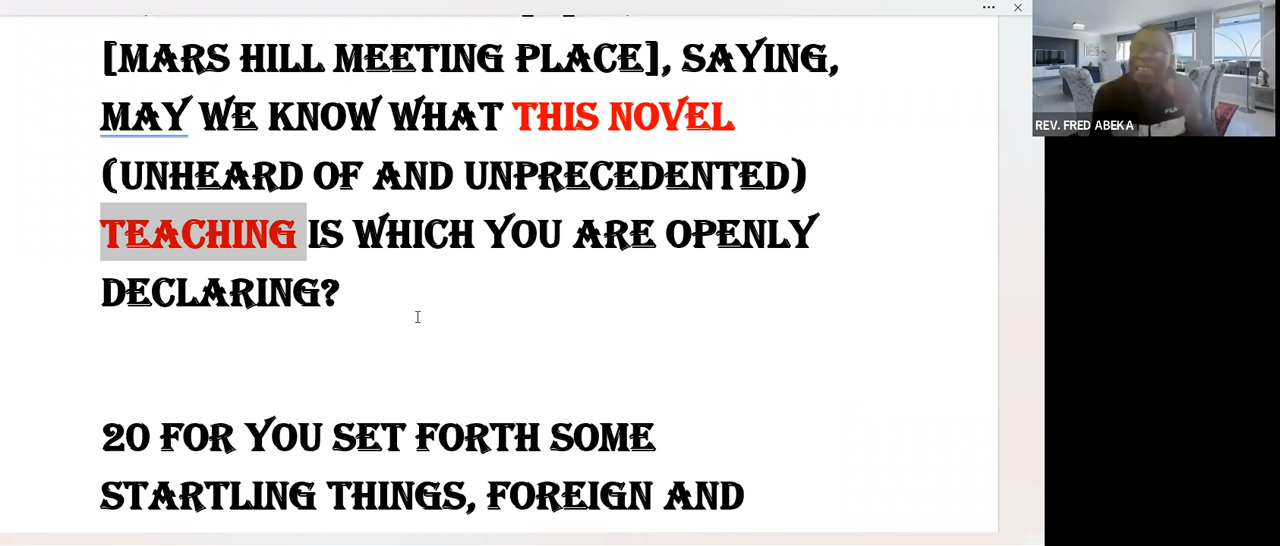 [MARS HILL MEETING PLACE], SAYING,
MAY WE KNOW WHAT THIS NOVEL
(UNHEARD OF AND UNPRECEDENTED)
TEACHING IS WHICH YOU ARE OPENLY
DECLARING?
20 FOR YOU SET FORTH SOME
STARTLING THINGS, FOREIGN AND
REV. FRED ABEKA
FILA